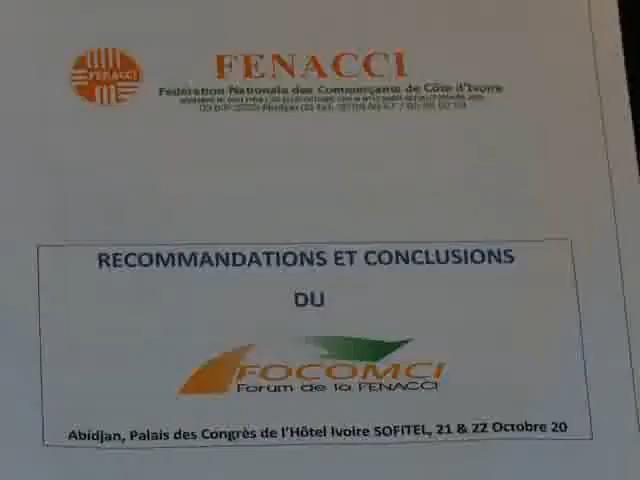 FENACCI
FENACCI
Fédération Nationale des Commerçants de Côte d'Ivoire
RECOMMANDATIONS ET CONCLUSIONS
DU
FOCOMCI
Forum de la FENACCI
Abidjan, Palais des Congrès de l'Hôtel Ivoire SOFITEL, 21 & 22 Octobre 20